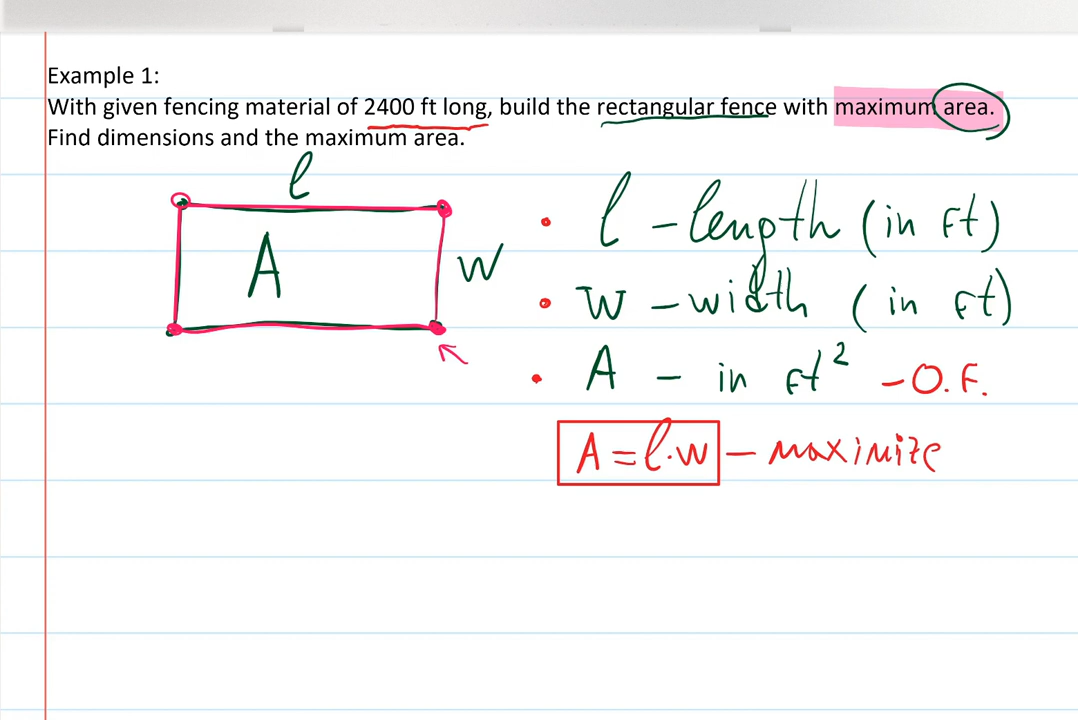 Example 1:
With given fencing material of 2400 ft long, build the rectangular fence with maximum area.
Find dimensions and the maximum area.
l
A
w
l - length (in ft)
w - width (in ft)
A - in ft² - O.F.
A = l·w - maximize